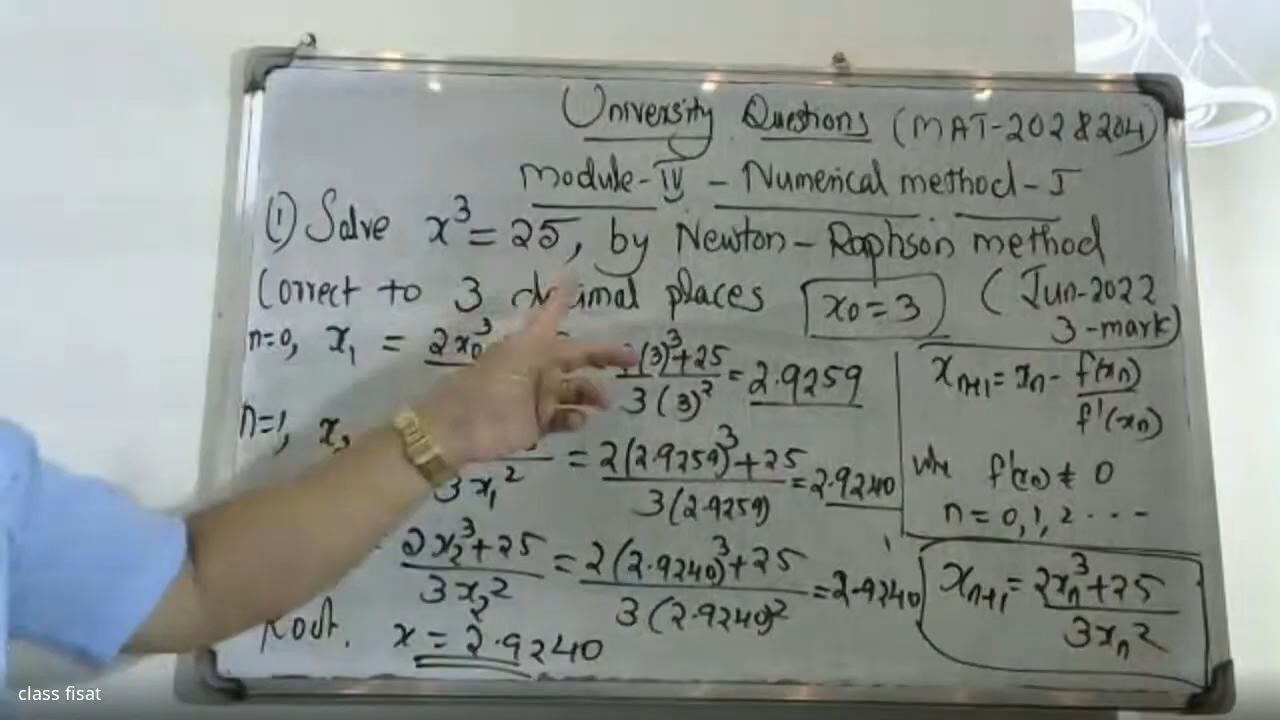 University Questions (MAT-202 & 204)
Module-IV - Numerical method-I
① Solve x³ = 25, by Newton-Raphson method
Correct to 3 places x₀=3 (Jun-2022
3-mark)
n=0, x₁ = 2x₀³ (3)³+25 / 3(3)² = 2.9259
n=1, 3x₁² = 2(2.9259)³+25 / 3(2.9259) = 2.9240
2x₂³+25 / 3x₂² = 2(2.9240)³+25 / 3(2.9240)² = 2.9240
Root. x = 2.9240
xₙ₊₁ = xₙ - f(xₙ) / f'(xₙ)
f'(xₙ) ≠ 0
n = 0, 1, 2 ...
xₙ₊₁ = 2xₙ³+25 / 3xₙ²
class fisat